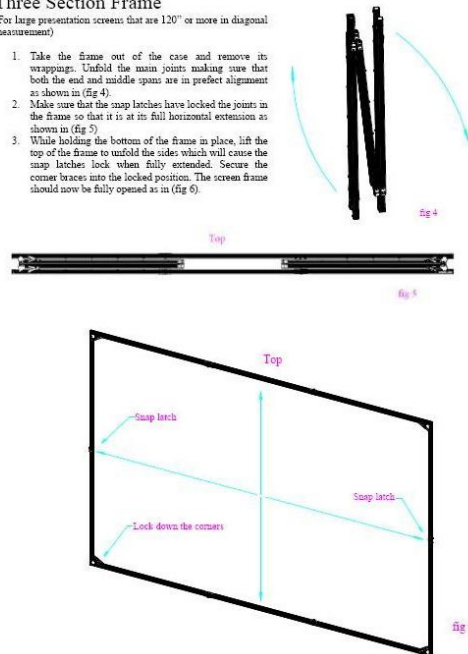 Three Section Frame
For large presentation screens that are 120" or more in diagonal
measurement)
1. Take the frame out of the case and remove its
wrappings. Unfold the main joints making sure that
both the end and middle spans are in prefect alignment
as shown in (fig 4).
2. Make sure that the snap latches have locked the joints in
the frame so that it is at its full horizontal extension as
shown in (fig 5)
3. While holding the bottom of the frame in place, lift the
top of the frame to unfold the sides which will cause the
snap latches lock when fully extended. Secure the
corner braces into the locked position. The screen frame
should now be fully opened as in (fig 6).
fig 4
Top
fig 5
Top
Snap latch
Snap latch
Lock down the corners
fig